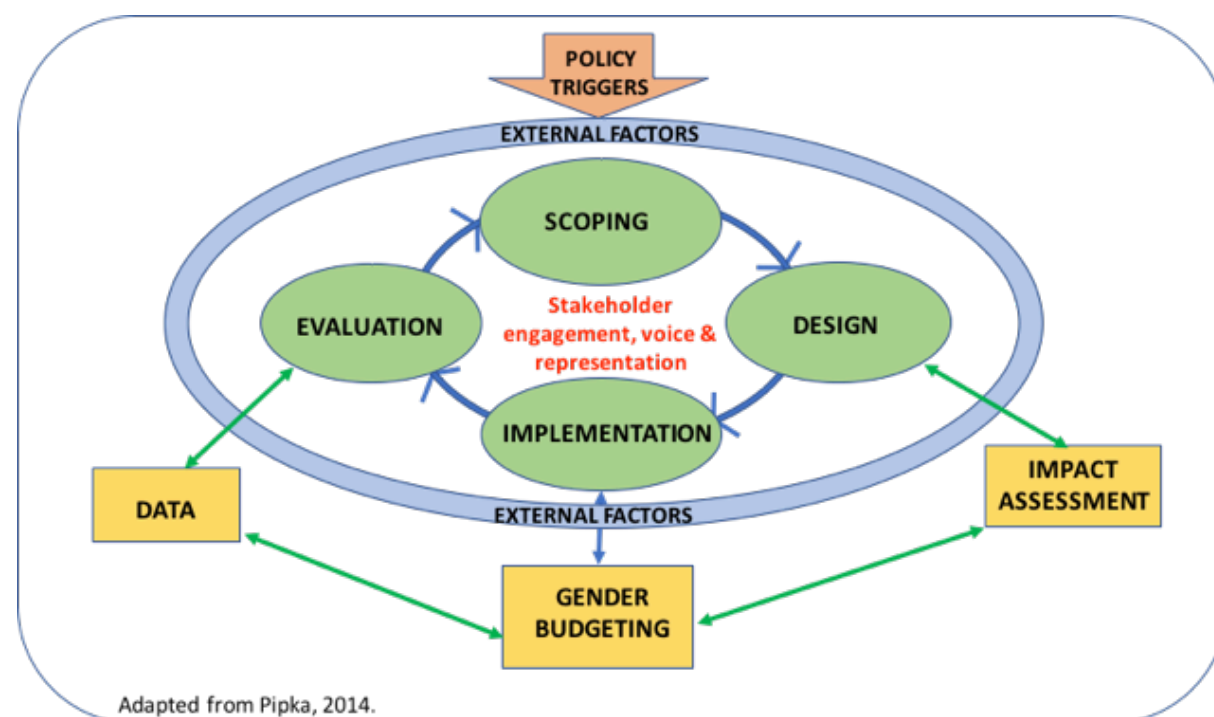 POLICY
TRIGGERS
EXTERNAL FACTORS
SCOPING
EVALUATION
Stakeholder
engagement, voice &
representation
DESIGN
IMPLEMENTATION
DATA
IMPACT
ASSESSMENT
EXTERNAL FACTORS
GENDER
BUDGETING
Adapted from Pipka, 2014.